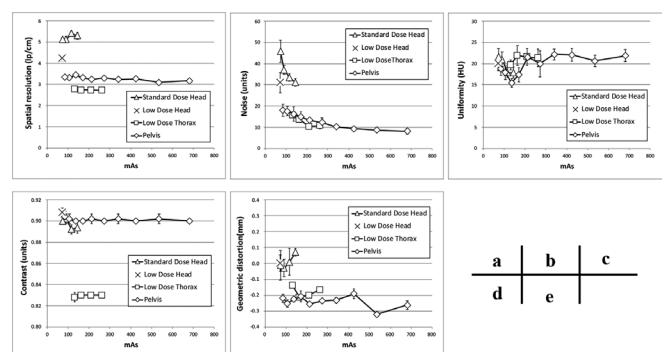 Spatial resolution (lp/cm)
6
5
4
3
2
1
0
0 100 200 300 400 500 600 700 800
mAs
Standard Dose Head
Low Dose Head
Low Dose Thorax
Pelvis
Noise (units)
60
50
40
30
20
10
0
0 100 200 300 400 500 600 700 800
mAs
Standard Dose Head
Low Dose Head
Low DoseThorax
Pelvis
Uniformity (HU)
30
25
20
15
10
5
0
0 100 200 300 400 500 600 700 800
mAs
Standard Dose Head
Low Dose Head
Low Dose Thorax
Pelvis
Contrast (units)
0.92
0.90
0.88
0.86
0.84
0.82
0.80
0 100 200 300 400 500 600 700 800
mAs
Standard Dose Head
Low Dose Head
Low Dose Thorax
Pelvis
Geometric distortion(mm)
0.4
0.3
0.2
0.1
0.0
-0.1
-0.2
-0.3
-0.4
0 100 200 300 400 500 600 700 800
mAs
Standard Dose Head
Low Dose Head
Low Dose Thorax
Pelvis
a b c
d e